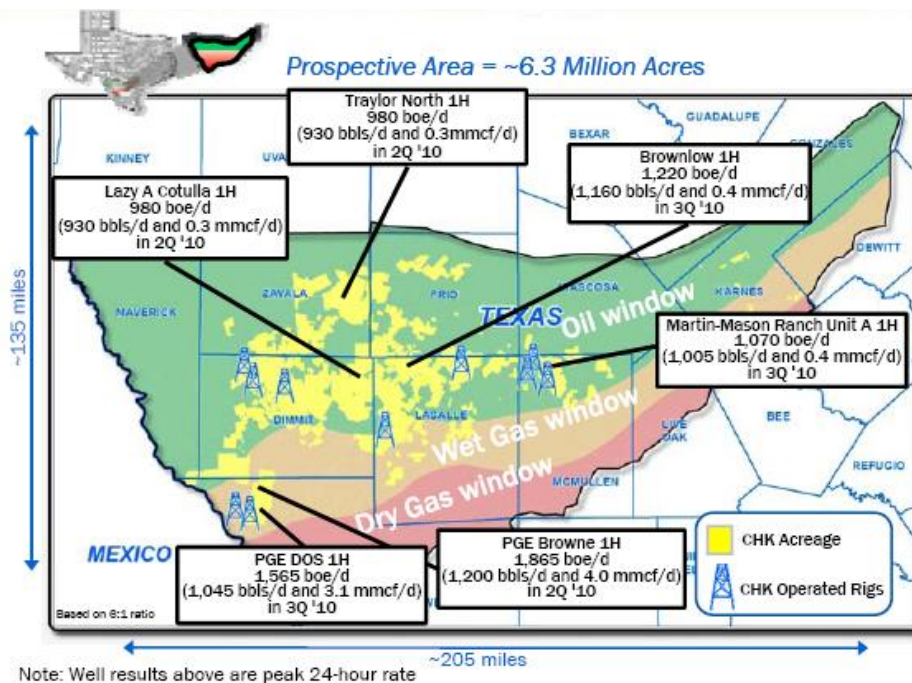 Prospective Area = ~6.3 Million Acres
Traylor North 1H
980 boe/d
(930 bbls/d and 0.3mmcf/d)
in 2Q '10
GUADALUPE
BEXAR
GONZALES
KINNEY
Brownlow 1H
1,220 boe/d
(1,160 bbls/d and 0.4 mmcf/d)
in 3Q '10
Lazy A Cotulla 1H
980 boe/d
(930 bbls/d and 0.3 mmcf/d)
in 2Q '10
DEWITT
ZAVALA
FRIO
KARNES
MAVERICK
TEXAS
Oil window
Martin-Mason Ranch Unit A 1H
1,070 boe/d
(1,005 bbls/d and 0.4 mmcf/d)
in 3Q '10
~135 miles
DIMMIT
LASALLE
BEE
LIVE
OAK
Wet Gas window
REFUGIO
MCMULLEN
Dry Gas window
MEXICO
PGE DOS 1H
1,565 boe/d
(1,045 bbls/d and 3.1 mmcf/d)
in 3Q '10
PGE Browne 1H
1,865 boe/d
(1,200 bbls/d and 4.0 mmcf/d)
in 2Q '10
CHK Acreage
CHK Operated Rigs
Based on 6:1 ratio
~205 miles
Note: Well results above are peak 24-hour rate